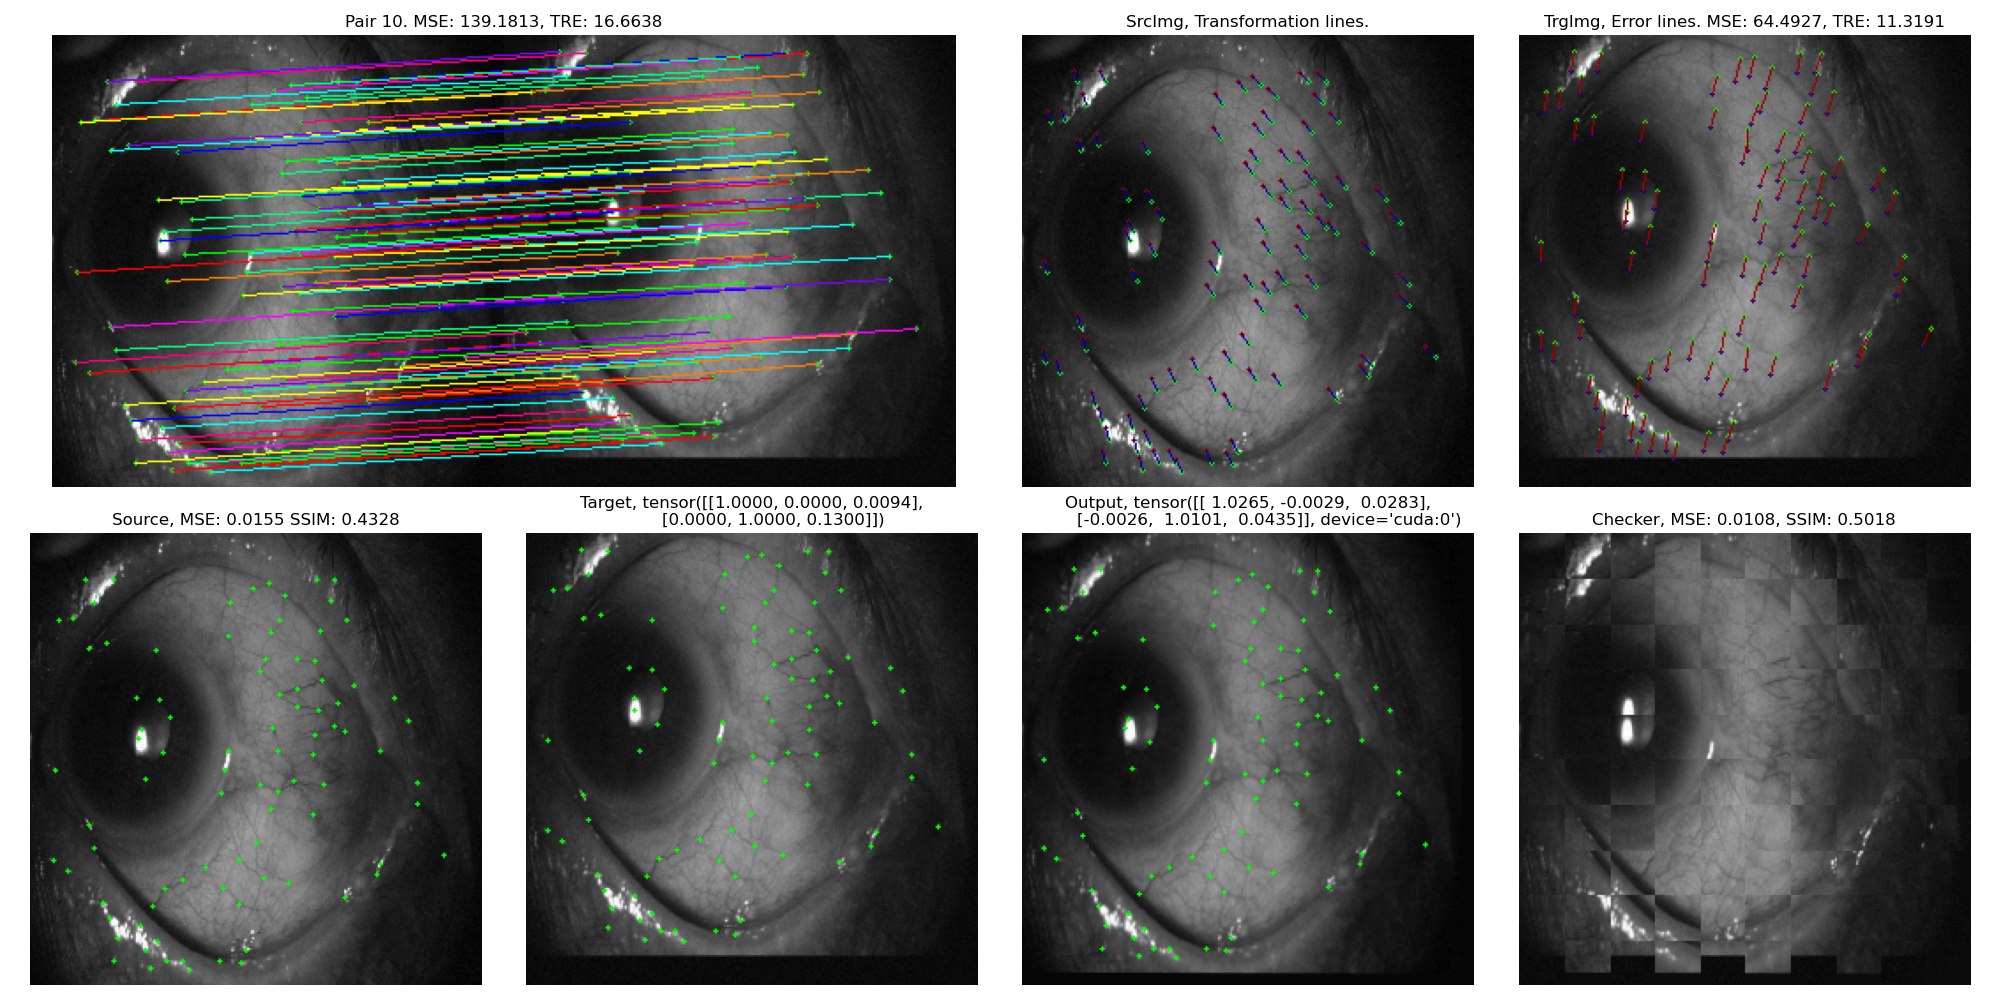 Pair 10. MSE: 139.1813, TRE: 16.6638
SrcImg, Transformation lines.
TrgImg, Error lines. MSE: 64.4927, TRE: 11.3191
Source, MSE: 0.0155 SSIM: 0.4328
Target, tensor([[1.0000, 0.0000, 0.0094],
[0.0000, 1.0000, 0.1300]])
Output, tensor([[ 1.0265, -0.0029,  0.0283],
[-0.0026,  1.0101,  0.0435]], device='cuda:0')
Checker, MSE: 0.0108, SSIM: 0.5018